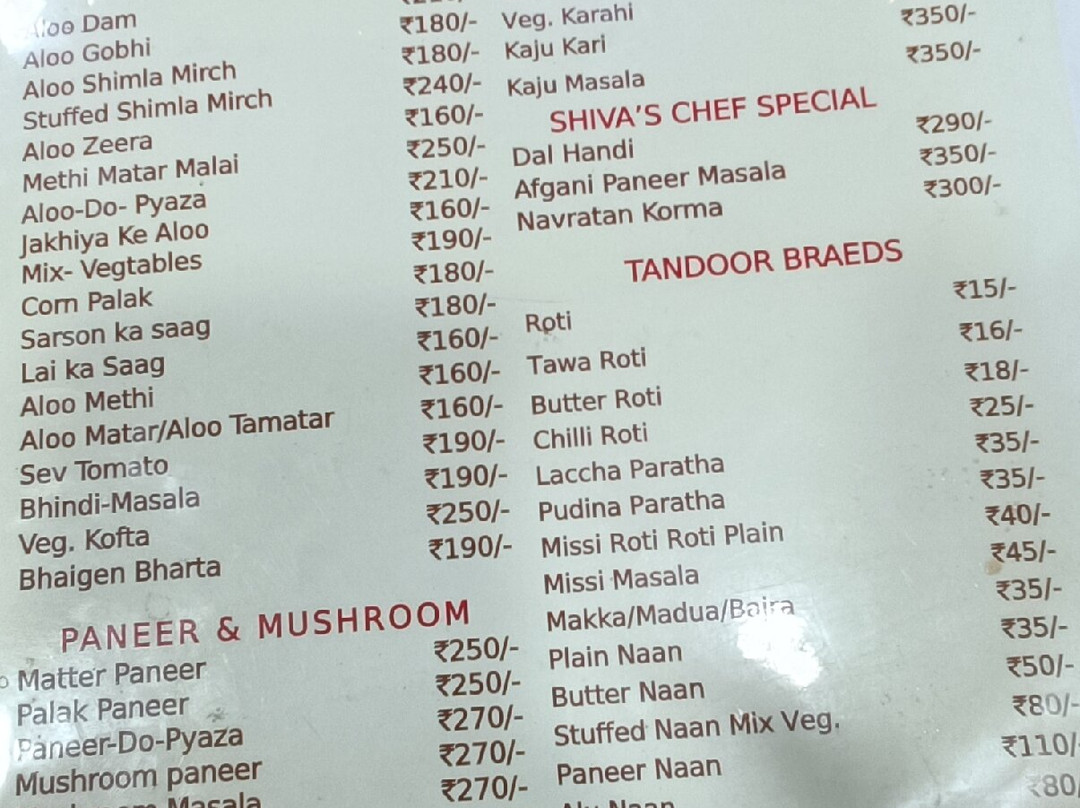 Aloo Dam
Aloo Gobhi ₹180/-
Aloo Shimla Mirch ₹180/-
Stuffed Shimla Mirch ₹240/-
Aloo Zeera ₹160/-
Methi Matar Malai ₹250/-
Aloo-Do- Pyaza ₹210/-
Jakhiya Ke Aloo ₹160/-
Mix- Vegtables ₹190/-
Corn Palak ₹180/-
Sarson ka saag ₹180/-
Lai ka Saag ₹160/-
Aloo Methi ₹160/-
Aloo Matar/Aloo Tamatar ₹160/-
Sev Tomato ₹190/-
Bhindi-Masala ₹190/-
Veg. Kofta ₹250/-
Bhaigen Bharta ₹190/-
PANEER & MUSHROOM
Matter Paneer ₹250/-
Palak Paneer ₹250/-
Paneer-Do-Pyaza ₹270/-
Mushroom paneer ₹270/-
Masala ₹270/-
Veg. Karahi
Kaju Kari ₹350/-
Kaju Masala ₹350/-
SHIVA'S CHEF SPECIAL
Dal Handi ₹290/-
Afgani Paneer Masala ₹350/-
Navratan Korma ₹300/-
TANDOOR BRAEDS
Roti ₹15/-
Tawa Roti ₹16/-
Butter Roti ₹18/-
Chilli Roti ₹25/-
Laccha Paratha ₹35/-
Pudina Paratha ₹35/-
Missi Roti Roti Plain ₹40/-
Missi Masala ₹45/-
Makka/Madua/Bajra ₹35/-
Plain Naan ₹35/-
Butter Naan ₹50/-
Stuffed Naan Mix Veg. ₹80/-
Paneer Naan ₹110/-
Naan ₹80/